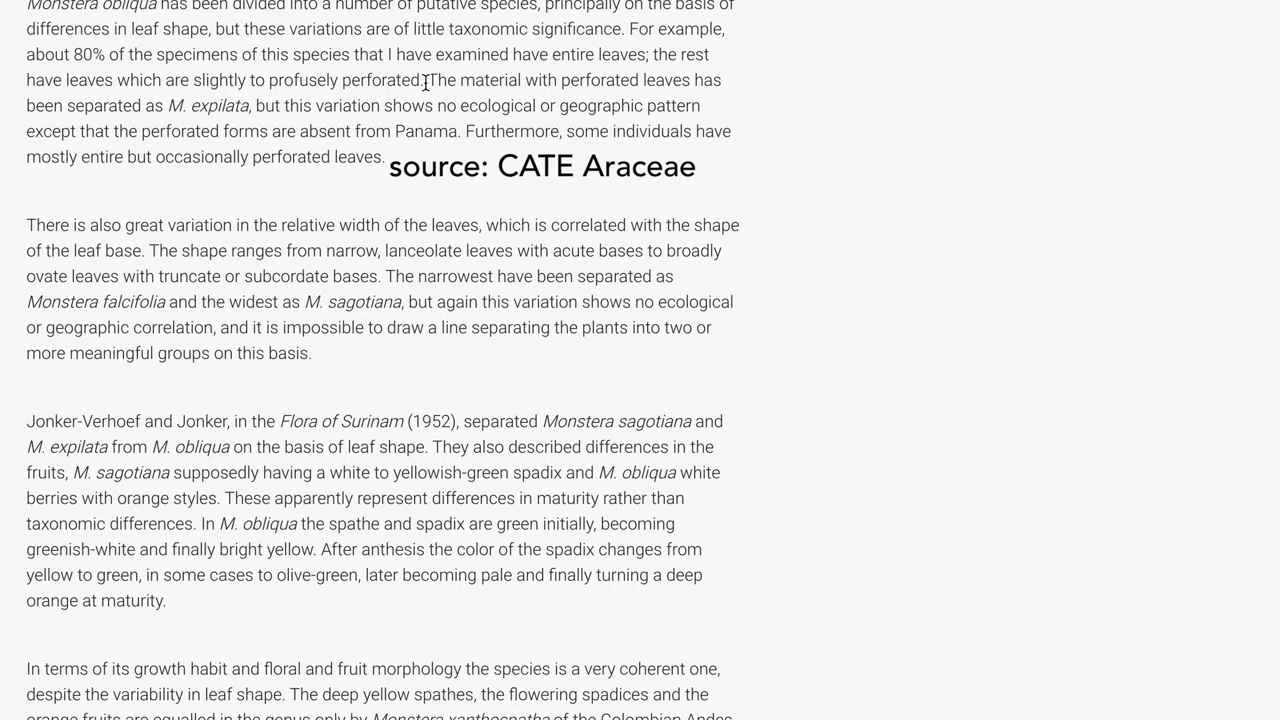 Monstera obliqua has been divided into a number of putative species, principally on the basis of
differences in leaf shape, but these variations are of little taxonomic significance. For example,
about 80% of the specimens of this species that I have examined have entire leaves; the rest
have leaves which are slightly to profusely perforated. The material with perforated leaves has
been separated as M. expilata, but this variation shows no ecological or geographic pattern
except that the perforated forms are absent from Panama. Furthermore, some individuals have
mostly entire but occasionally perforated leaves.
source: CATE Araceae
There is also great variation in the relative width of the leaves, which is correlated with the shape
of the leaf base. The shape ranges from narrow, lanceolate leaves with acute bases to broadly
ovate leaves with truncate or subcordate bases. The narrowest have been separated as
Monstera falcifolia and the widest as M. sagotiana, but again this variation shows no ecological
or geographic correlation, and it is impossible to draw a line separating the plants into two or
more meaningful groups on this basis.
Jonker-Verhoef and Jonker, in the Flora of Surinam (1952), separated Monstera sagotiana and
M. expilata from M. obliqua on the basis of leaf shape. They also described differences in the
fruits, M. sagotiana supposedly having a white to yellowish-green spadix and M. obliqua white
berries with orange styles. These apparently represent differences in maturity rather than
taxonomic differences. In M. obliqua the spathe and spadix are green initially, becoming
greenish-white and finally bright yellow. After anthesis the color of the spadix changes from
yellow to green, in some cases to olive-green, later becoming pale and finally turning a deep
orange at maturity.
In terms of its growth habit and floral and fruit morphology the species is a very coherent one,
despite the variability in leaf shape. The deep yellow spathes, the flowering spadices and the
orange fruits are equalled in the genus only by Monstera xanthospatha of the Colombian Andes.